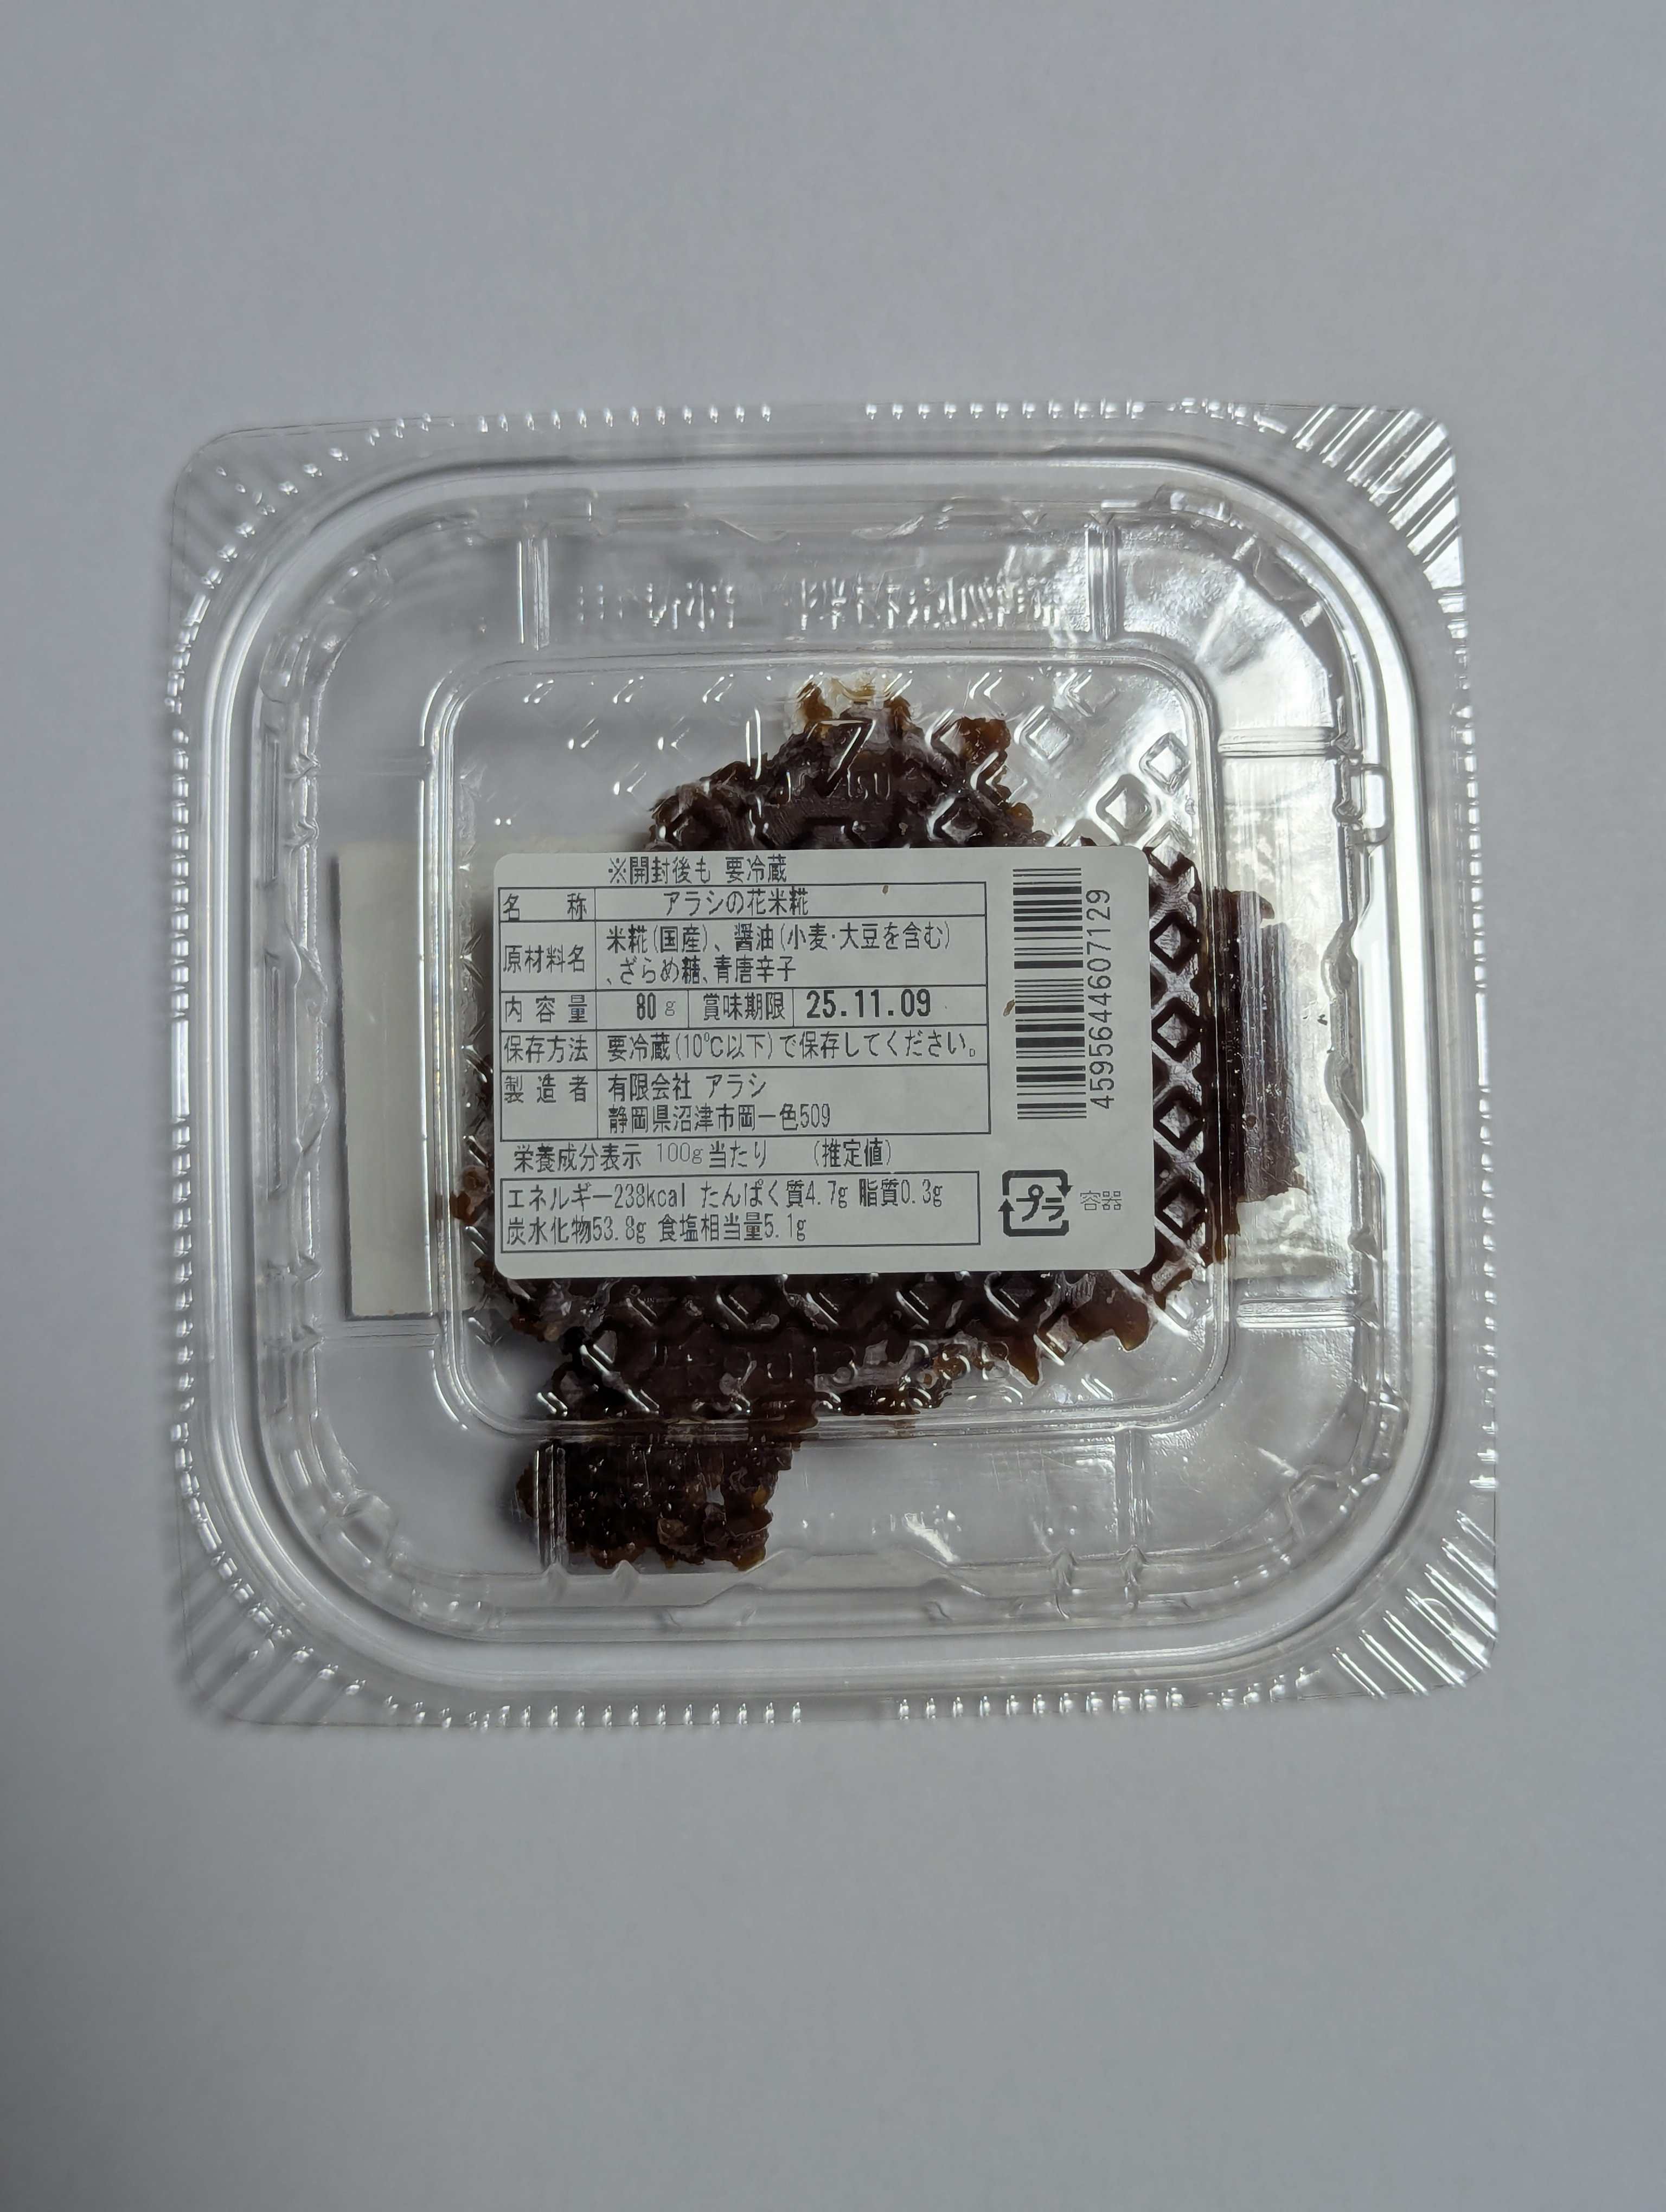 ※開封後も 要冷蔵
名 称 アラシの花米糀
原材料名 米糀(国産)、醤油(小麦·大豆を含む)
、ざらめ糖、青唐辛子
内容量 80g 賞味期限 25.11.09
保存方法 要冷蔵(10℃以下)で保存してください。
製造者 有限会社 アラシ
静岡県沼津市岡一色509
栄養成分表示 100g当たり (推定値)
エネルギー238kcal たんぱく質4.7g 脂質0.3g
炭水化物53.8g 食塩相当量5.1g
4595644607129
プラ 容器